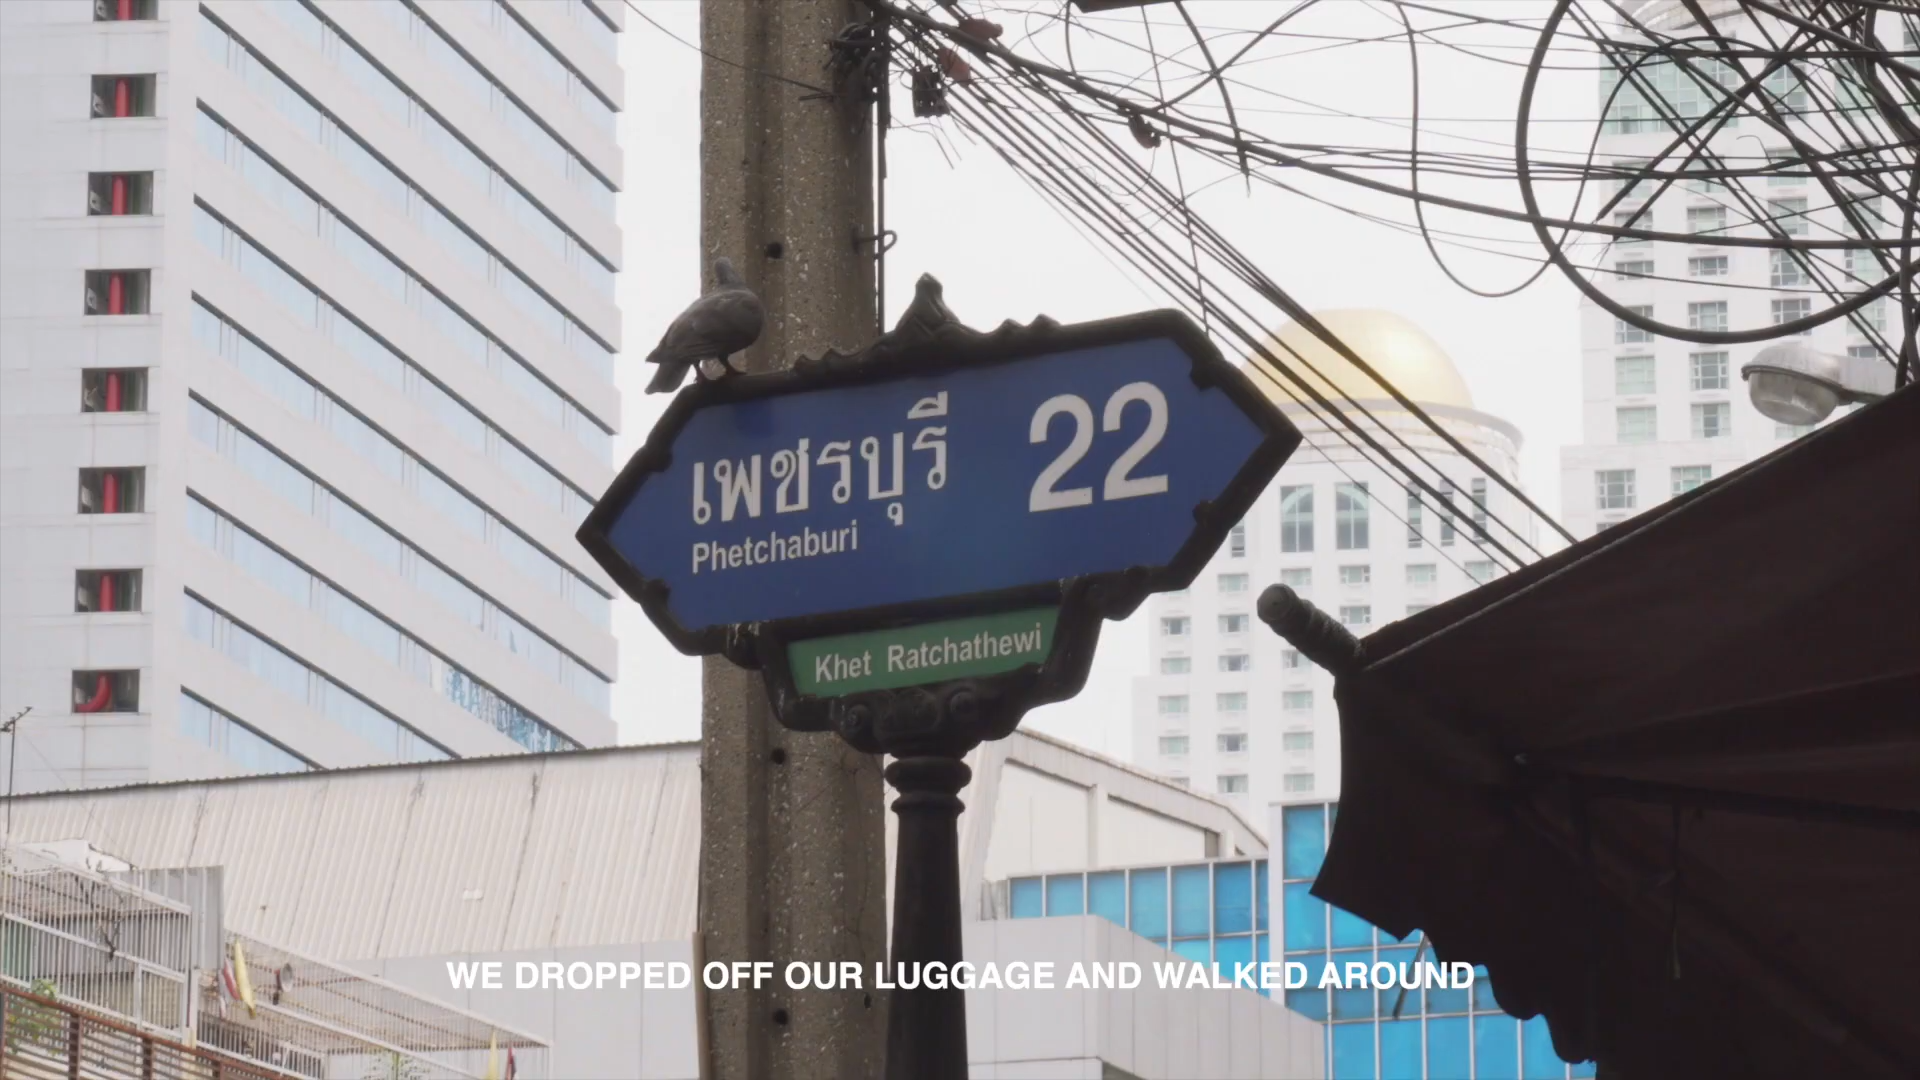 เพชรบุรี 22
Phetchaburi
Khet Ratchathewi
WE DROPPED OFF OUR LUGGAGE AND WALKED AROUND